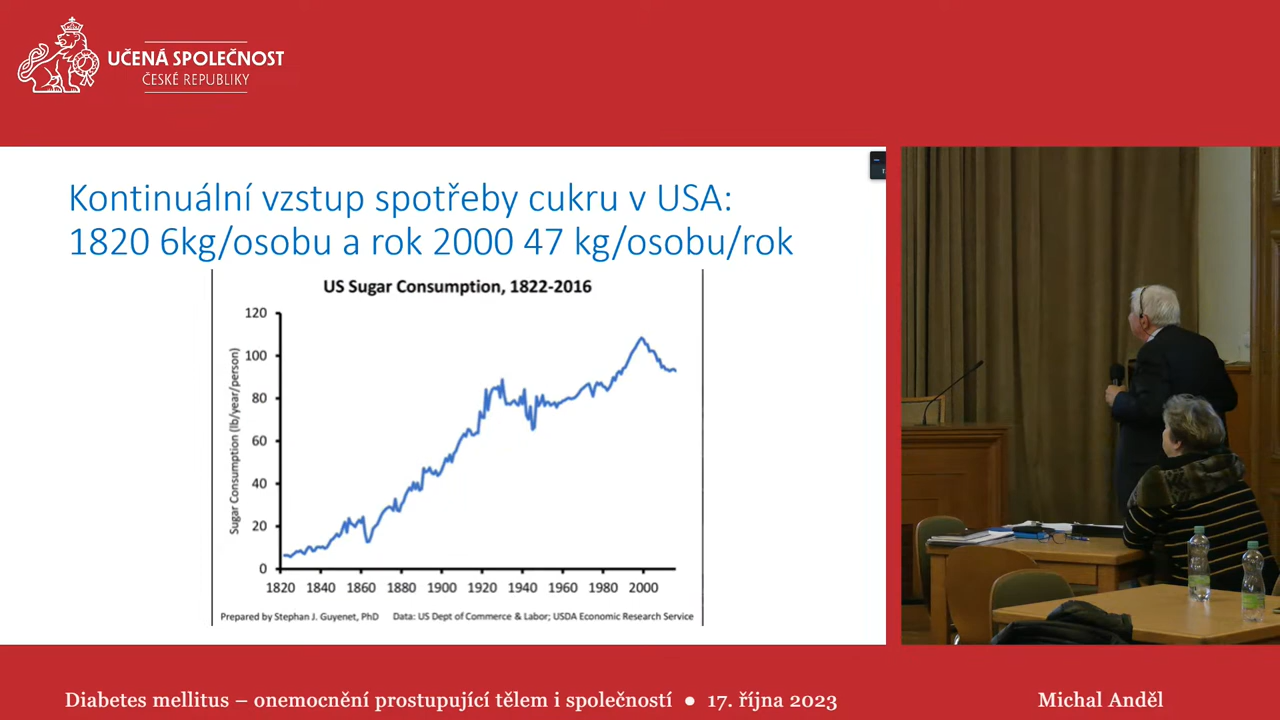 UČENÁ SPOLEČNOST
ČESKÉ REPUBLIKY
Kontinuální vzstup spotřeby cukru v USA:
1820 6kg/osobu a rok 2000 47 kg/osobu/rok
US Sugar Consumption, 1822-2016
Sugar Consumption (lb/year/person)
120
100
80
60
40
20
0
1820 1840 1860 1880 1900 1920 1940 1960 1980 2000
Prepared by Stephan J. Guyenet, PhD Data: US Dept of Commerce & Labor; USDA Economic Research Service
Diabetes mellitus – onemocnění prostupující tělem i společností ● 17. října 2023 Michal Anděl